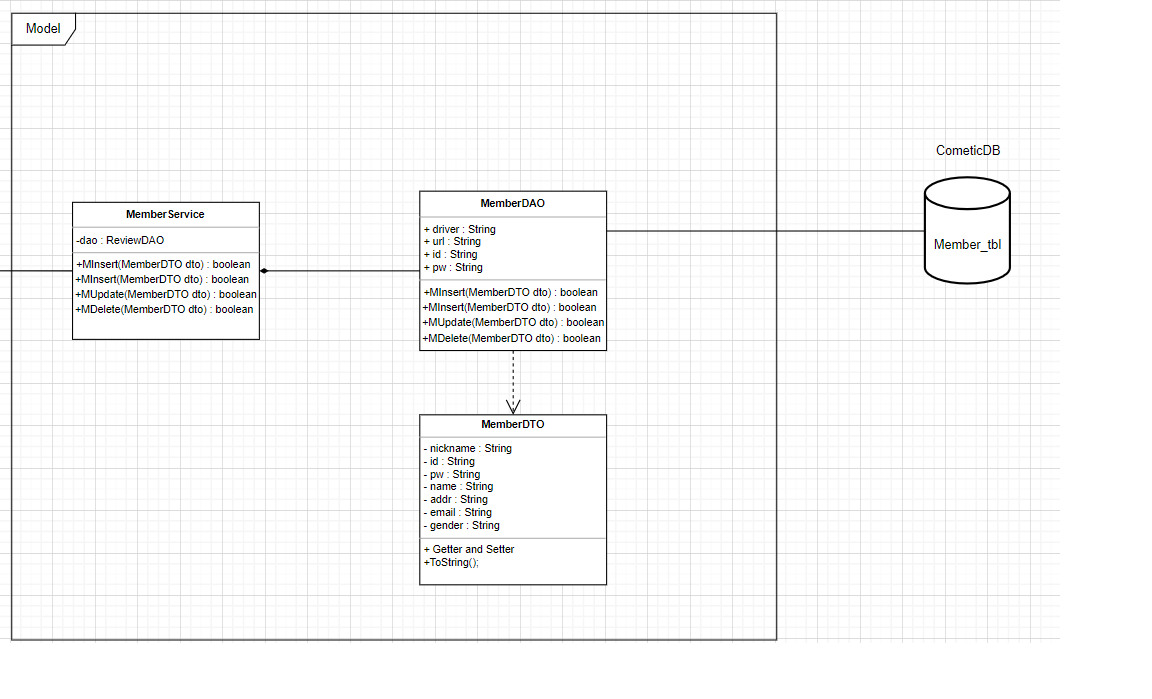 Model
CometicDB
Member_tbl
MemberService
-dao : ReviewDAO
+MInsert(MemberDTO dto) : boolean
+MInsert(MemberDTO dto) : boolean
+MUpdate(MemberDTO dto) : boolean
+MDelete(MemberDTO dto) : boolean
MemberDAO
+ driver : String
+ url : String
+ id : String
+ pw : String
+MInsert(MemberDTO dto) : boolean
+MInsert(MemberDTO dto) : boolean
+MUpdate(MemberDTO dto) : boolean
+MDelete(MemberDTO dto) : boolean
MemberDTO
- nickname : String
- id : String
- pw : String
- name : String
- addr : String
- email : String
- gender : String
+ Getter and Setter
+ToString();